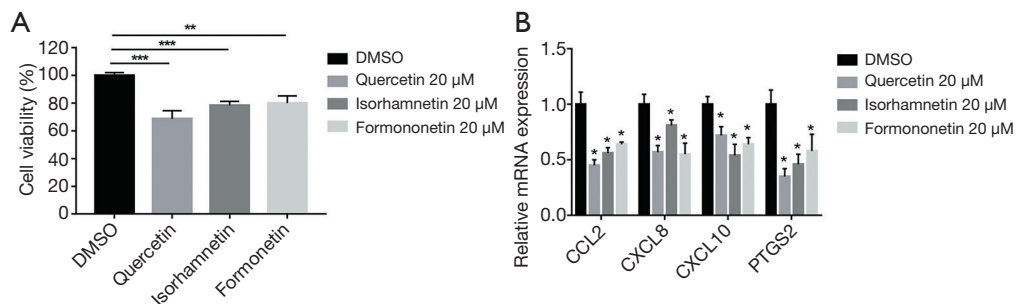 A
Cell viability (%)
120
100
80
60
40
20
0
**
***
***
DMSO
Quercetin
Isorhamnetin
Formonetin
DMSO
Quercetin 20 μM
Isorhamnetin 20 μM
Formononetin 20 μM
B
Relative mRNA expression
1.5
1.0
0.5
0.0
* * *
* * *
* * *
* * *
CCL2
CXCL8
CXCL10
PTGS2
DMSO
Quercetin 20 μM
Isorhamnetin 20 μM
Formononetin 20 μM